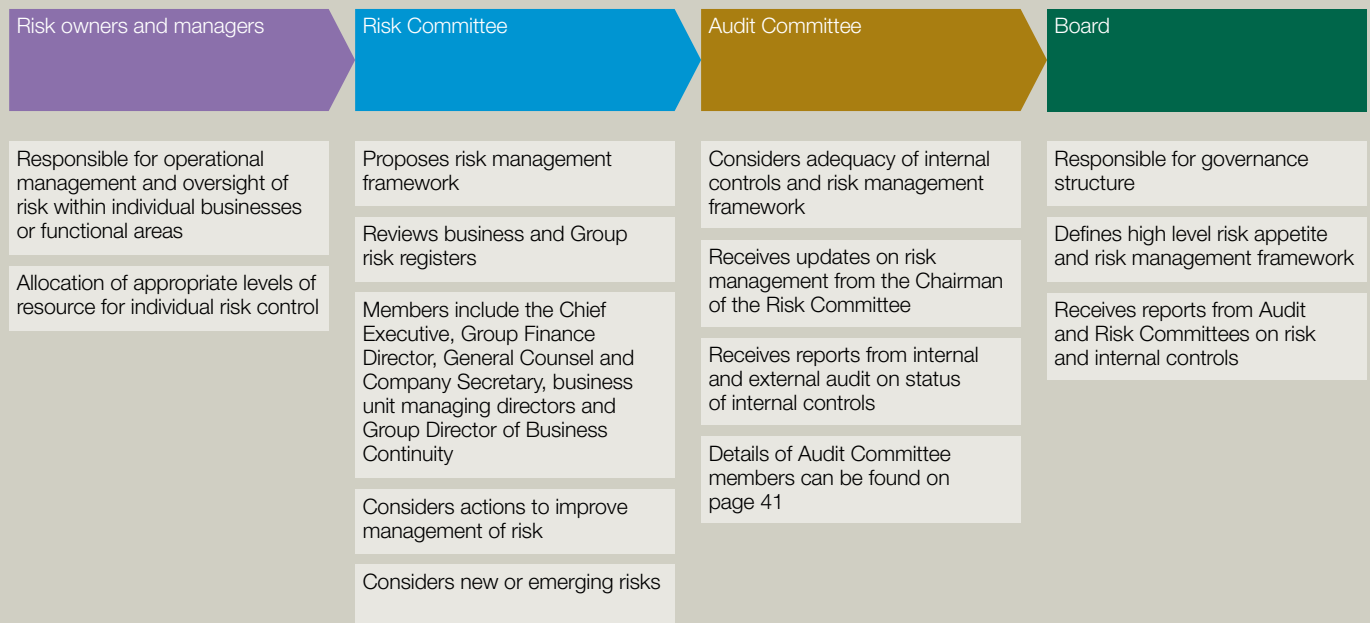 Risk owners and managers
Responsible for operational
management and oversight of
risk within individual businesses
or functional areas
Allocation of appropriate levels of
resource for individual risk control
Risk Committee
Proposes risk management
framework
Reviews business and Group
risk registers
Members include the Chief
Executive, Group Finance
Director, General Counsel and
Company Secretary, business
unit managing directors and
Group Director of Business
Continuity
Considers actions to improve
management of risk
Considers new or emerging risks
Audit Committee
Considers adequacy of internal
controls and risk management
framework
Receives updates on risk
management from the Chairman
of the Risk Committee
Receives reports from internal
and external audit on status
of internal controls
Details of Audit Committee
members can be found on
page 41
Board
Responsible for governance
structure
Defines high level risk appetite
and risk management framework
Receives reports from Audit
and Risk Committees on risk
and internal controls